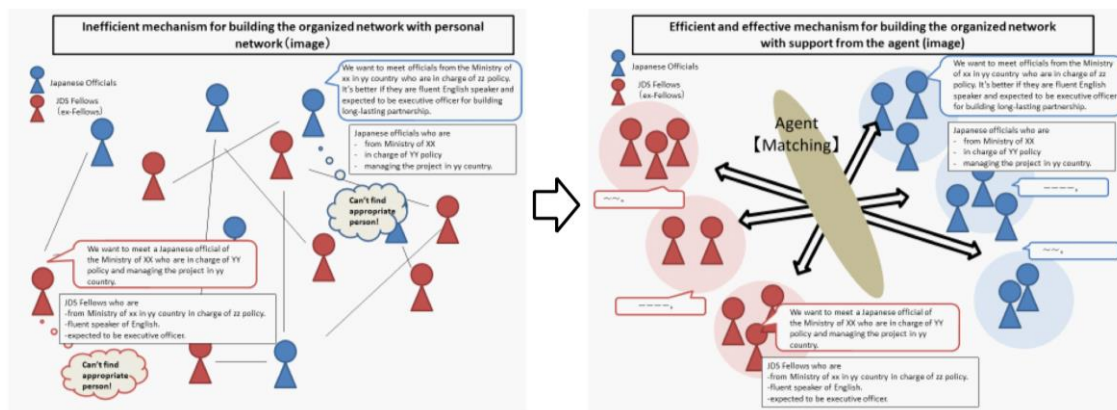 Inefficient mechanism for building the organized network with personal
network (image)
Japanese Officials
JDS Fellows
(ex-Fellows)
We want to meet officials from the Ministry of
xx in yy country who are in charge of zz policy.
It's better if they are fluent English speaker and
expected to be executive officer for building
long-lasting partnership.
Japanese officials who are
- from Ministry of XX
- in charge of YY policy
- managing the project in yy country.
Can't find
appropriate
person!
We want to meet a Japanese official of
the Ministry of XX who are in charge of YY
policy and managing the project in yy
country.
JDS Fellows who are
-from Ministry of xx in yy country in charge of zz policy.
-fluent speaker of English.
-expected to be executive officer.
Can't find
appropriate
person!
Efficient and effective mechanism for building the organized network
with support from the agent (image)
Japanese Officials
JDS Fellows
(ex-Fellows)
We want to meet officials from the Ministry
of xx in yy country who are in charge of zz
policy. It's better if they are fluent English
speaker and expected to be executive officer
for building long-lasting partnership.
Agent
【Matching】
Japanese officials who are
- from Ministry of XX
- in charge of YY policy
- managing the project in yy country.
~~.
----.
~~.
----.
We want to meet a Japanese official of
the Ministry of XX who are in charge of YY
policy and managing the project in yy
country.
JDS Fellows who are
-from Ministry of xx in yy country in charge of zz policy.
-fluent speaker of English.
-expected to be executive officer.